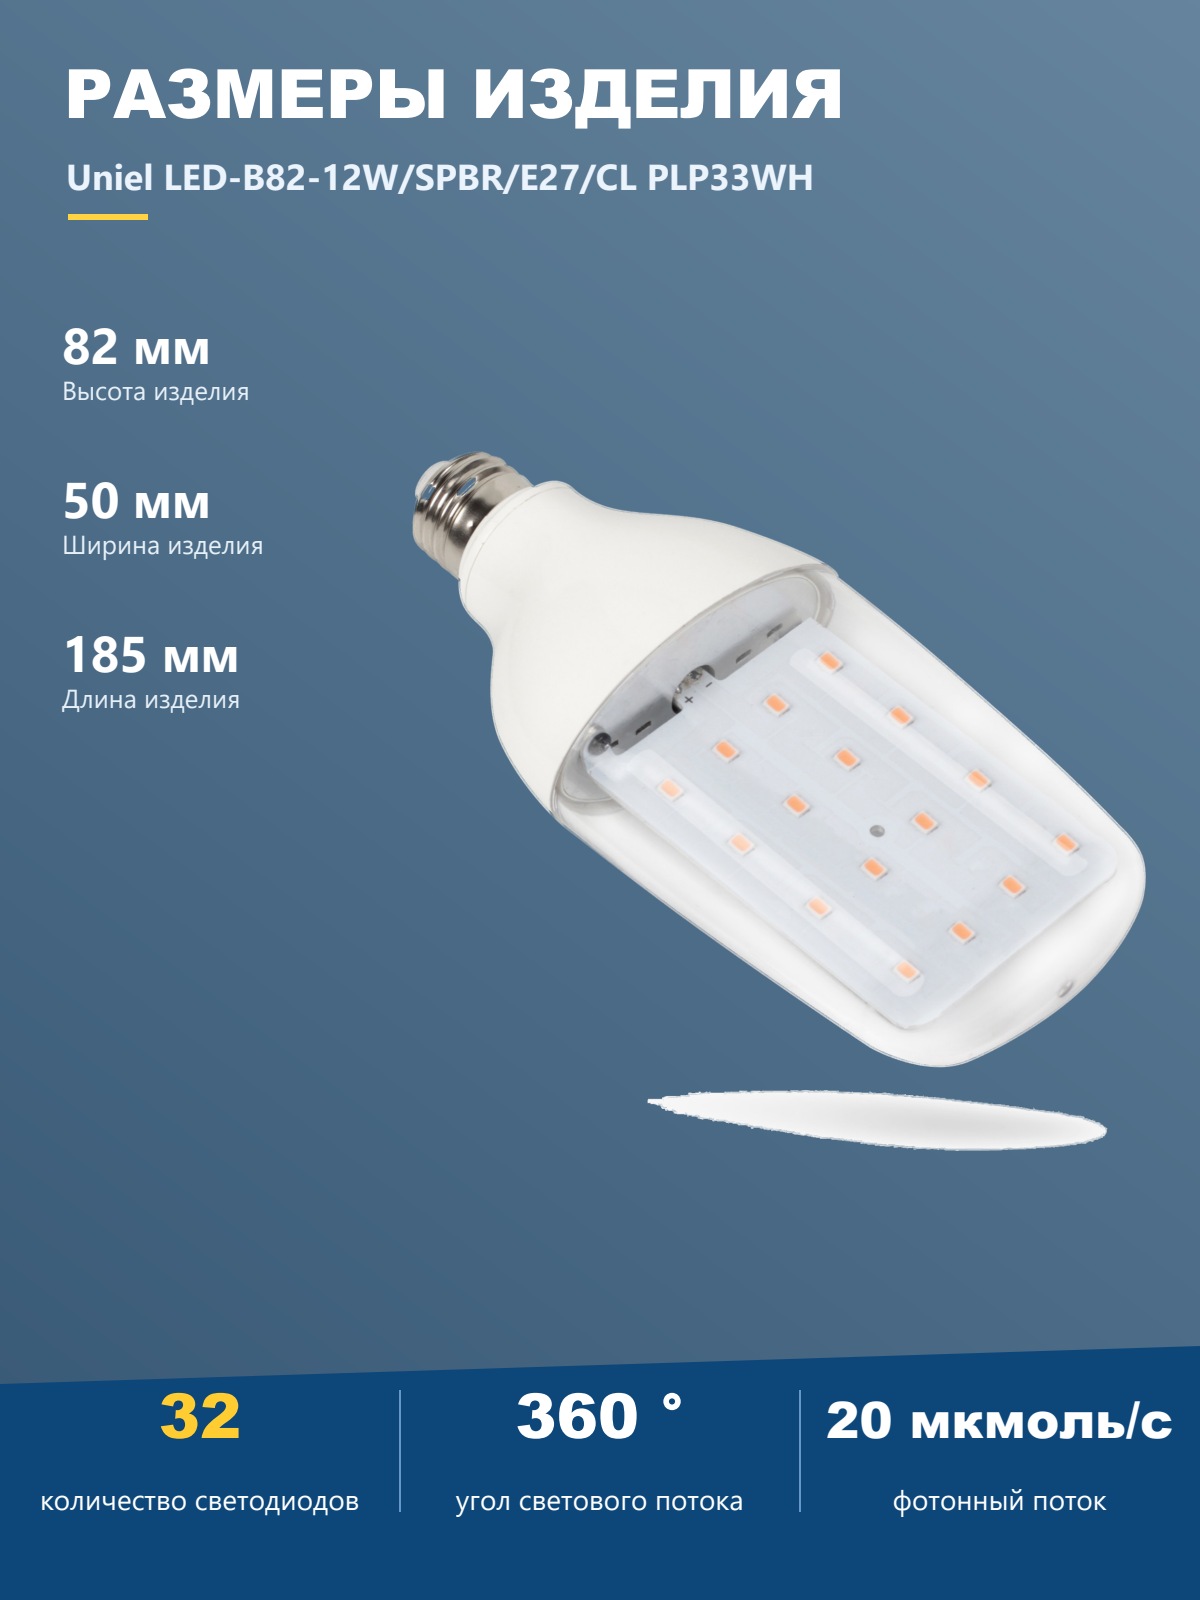 РАЗМЕРЫ ИЗДЕЛИЯ
Uniel LED-B82-12W/SPBR/E27/CL PLP33WH
82 мм
Высота изделия
50 мм
Ширина изделия
185 мм
Длина изделия
32
количество светодиодов
360 °
угол светового потока
20 мкмоль/с
фотонный поток